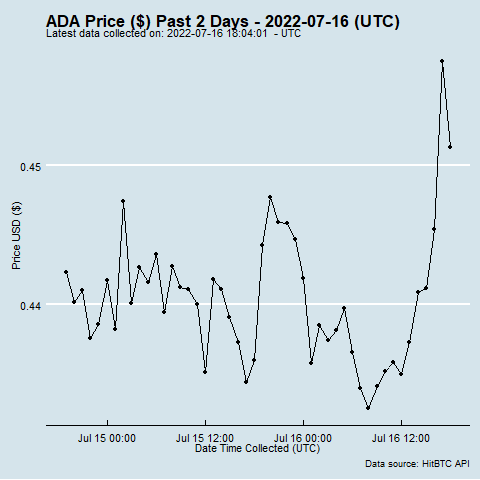 ADA Price ($) Past 2 Days - 2022-07-16 (UTC)
Latest data collected on: 2022-07-16 18:04:01 - UTC
0.45
Price USD ($)
0.44
Jul 15 00:00 Jul 15 12:00 Jul 16 00:00 Jul 16 12:00
Date Time Collected (UTC)
Data source: HitBTC API